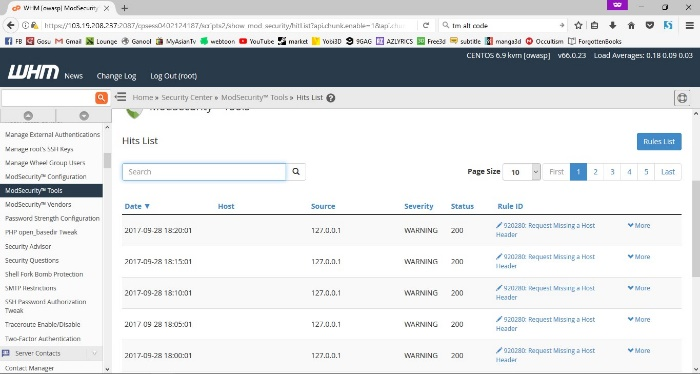 WHM [owasp] ModSecurity
https://103.19.208.237:2087/cpsess0402124187/scripts2/show_mod_security/hitlist?api.chunk.enable=1&api.chu
tm alt code
FB Gosu Gmail Lounge Ganool MyAsianTv webtoon YouTube market Yobi3D 9GAG AZLYRICS Free3d subtitle manga3d Occultism ForgottenBooks
CENTOS 6.9 kvm [owasp] v66.0.23 Load Averages: 0.18 0.09 0.03
WHM News Change Log Log Out (root)
Home » Security Center » ModSecurity™ Tools » Hits List
Manage External Authentications
Manage root's SSH Keys
Manage Wheel Group Users
ModSecurity™ Configuration
ModSecurity™ Tools
ModSecurity™ Vendors
Password Strength Configuration
PHP open_basedir Tweak
Security Advisor
Security Questions
Shell Fork Bomb Protection
SMTP Restrictions
SSH Password Authorization
Tweak
Traceroute Enable/Disable
Two-Factor Authentication
Server Contacts
Contact Manager
Hits List
Rules List
Search
Page Size 10 First 1 2 3 4 5 Last
Date ▼ Host Source Severity Status Rule ID
2017-09-28 18:20:01 127.0.0.1 WARNING 200 920280: Request Missing a Host More
Header
2017-09-28 18:15:01 127.0.0.1 WARNING 200 920280: Request Missing a Host More
Header
2017-09-28 18:10:01 127.0.0.1 WARNING 200 920280: Request Missing a Host More
Header
2017-09-28 18:05:01 127.0.0.1 WARNING 200 920280: Request Missing a Host More
Header
2017-09-28 18:00:01 127.0.0.1 WARNING 200 920280: Request Missing a Host More
Header